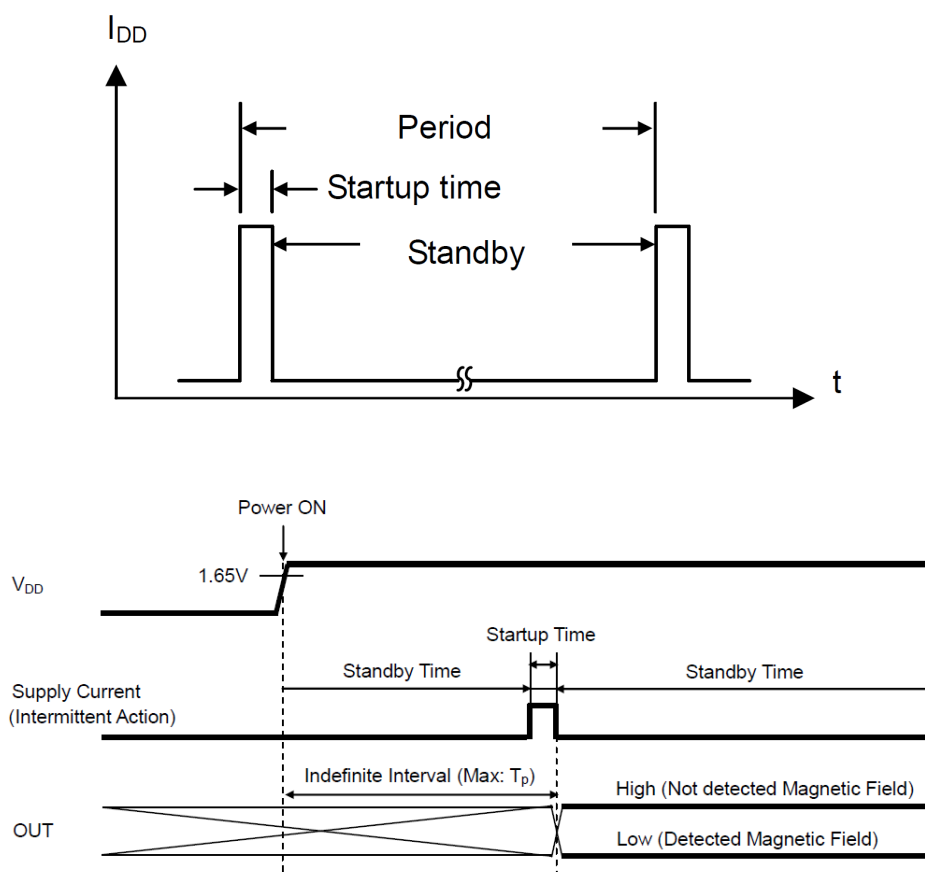 IDD
Period
Startup time
Standby
t
Power ON
1.65V
VDD
Startup Time
Standby Time
Standby Time
Supply Current
(Intermittent Action)
Indefinite Interval (Max: Tp)
High (Not detected Magnetic Field)
OUT
Low (Detected Magnetic Field)